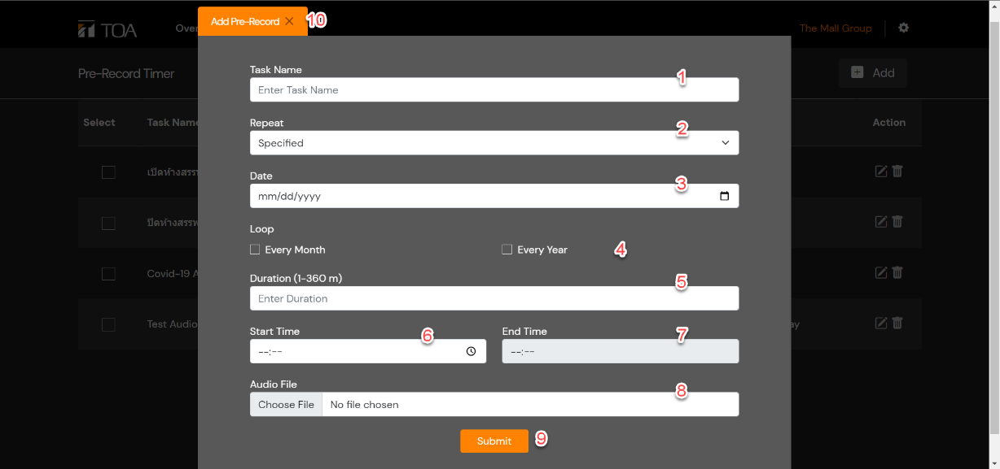 Add Pre-Record 10
TOA
Over
The Mall Group
Pre-Record Timer
Add
Select
Task Name
Action
Task Name 1
Enter Task Name
Repeat 2
Specified
Date 3
mm/dd/yyyy
Loop
Every Month
Every Year 4
Duration (1-360 m) 5
Enter Duration
Start Time 6
End Time 7
--:--
--:--
Audio File 8
Choose File No file chosen
Submit 9
เปิดห้างสรร
ปิดห้างสรรพ
Covid-19 A
Test Audio
ay